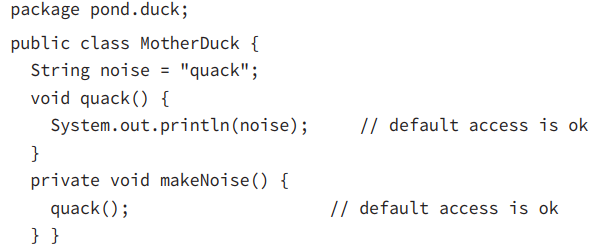 package pond.duck;
public class MotherDuck {
  String noise = "quack";
  void quack() {
    System.out.println(noise);     // default access is ok
  }
  private void makeNoise() {
    quack();                    // default access is ok
  } }